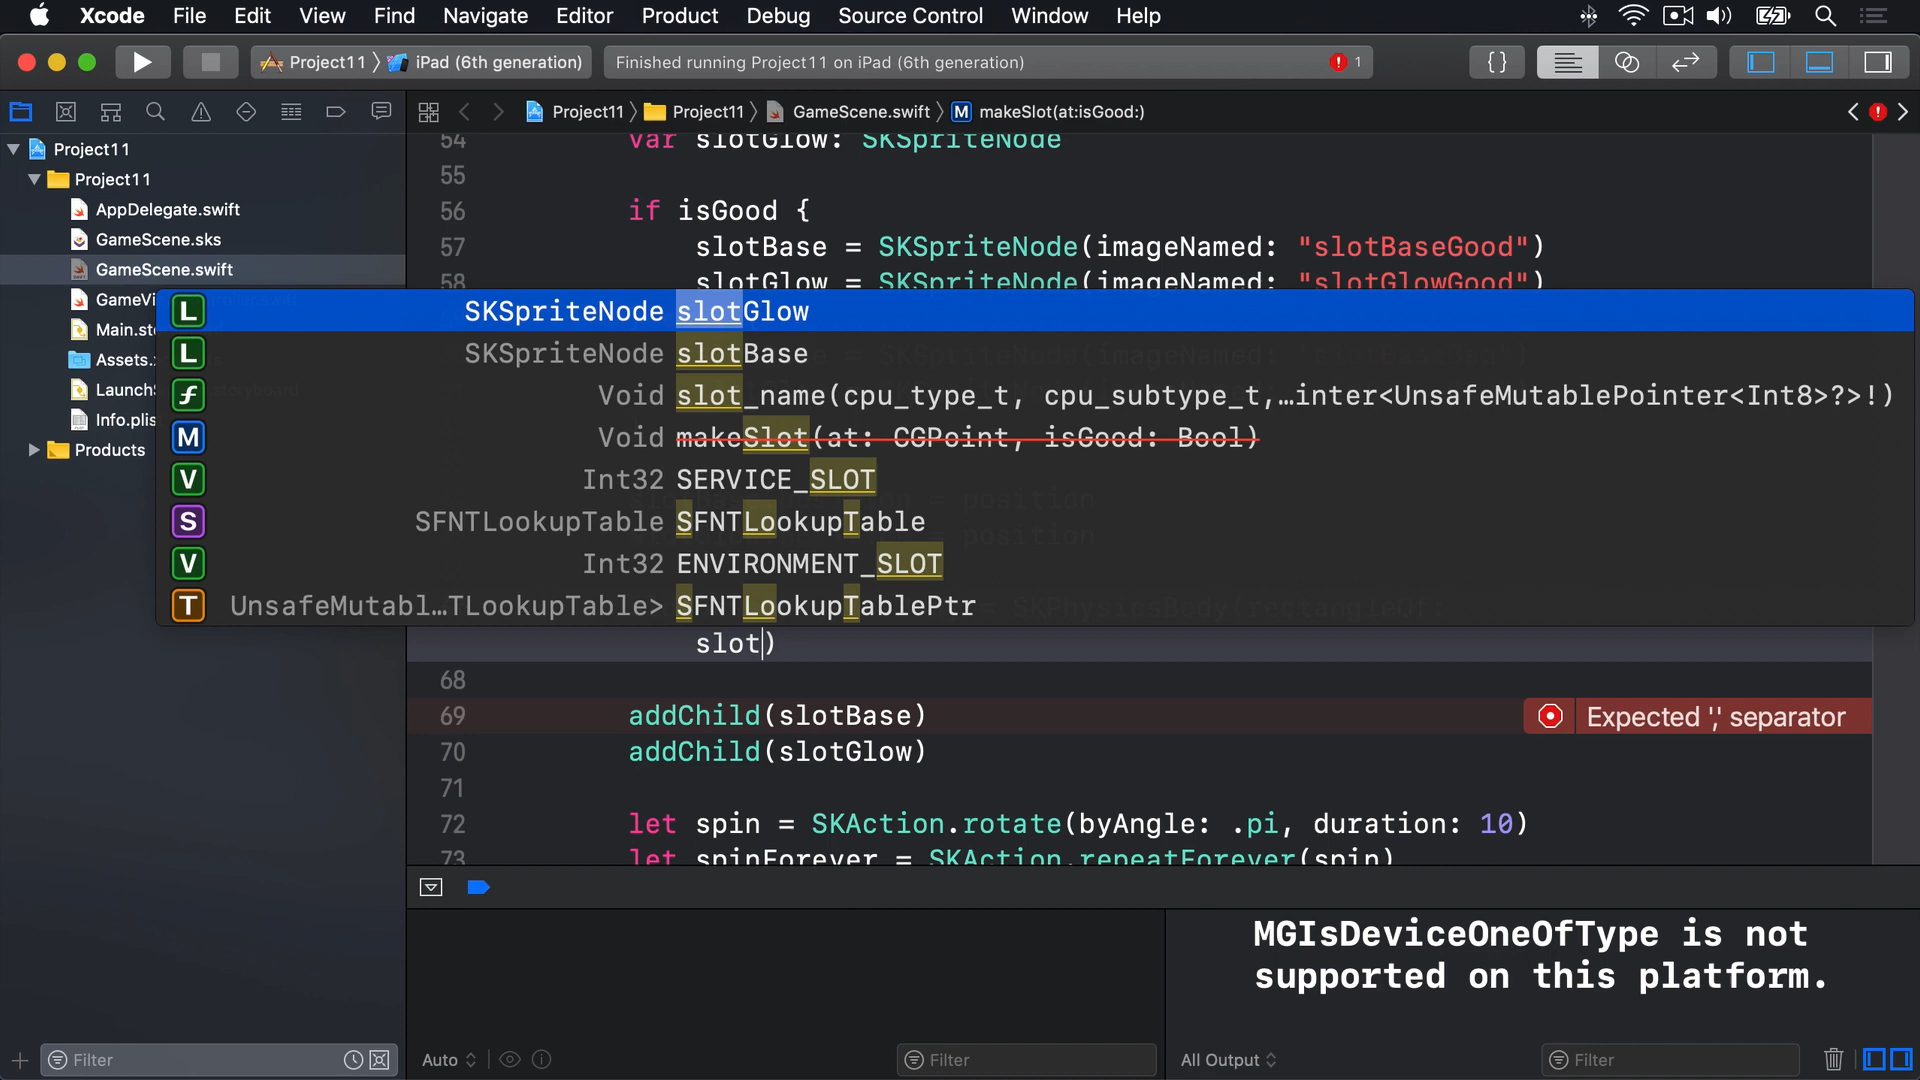 Xcode File Edit View Find Navigate Editor Product Debug Source Control Window Help
Project11 iPad (6th generation) Finished running Project11 on iPad (6th generation) 1
Project11 Project11 GameScene.swift M makeSlot(at:isGood:)
Project11
Project11
AppDelegate.swift
GameScene.sks
GameScene.swift
GameVi
Main.st
Assets.
LaunchS
Info.plis
Products
54 var slotGlow: SKSpriteNode
55
56 if isGood {
57 slotBase = SKSpriteNode(imageNamed: "slotBaseGood")
58 slotGlow = SKSpriteNode(imageNamed: "slotGlowGood")
L SKSpriteNode slotGlow
L SKSpriteNode slotBase
f Void slot_name(cpu_type_t, cpu_subtype_t,…inter<UnsafeMutablePointer<Int8>?>!)
M Void makeSlot(at: CGPoint, isGood: Bool)
V Int32 SERVICE_SLOT
S SFNTLookupTable SFNTLookupTable
V Int32 ENVIRONMENT_SLOT
T UnsafeMutabl…TLookupTable> SFNTLookupTablePtr
slot)
68
69 addChild(slotBase) Expected ',' separator
70 addChild(slotGlow)
71
72 let spin = SKAction.rotate(byAngle: .pi, duration: 10)
73 let spinForever = SKAction.repeatForever(spin)
MGIsDeviceOneOfType is not
supported on this platform.
Filter Auto Filter All Output Filter